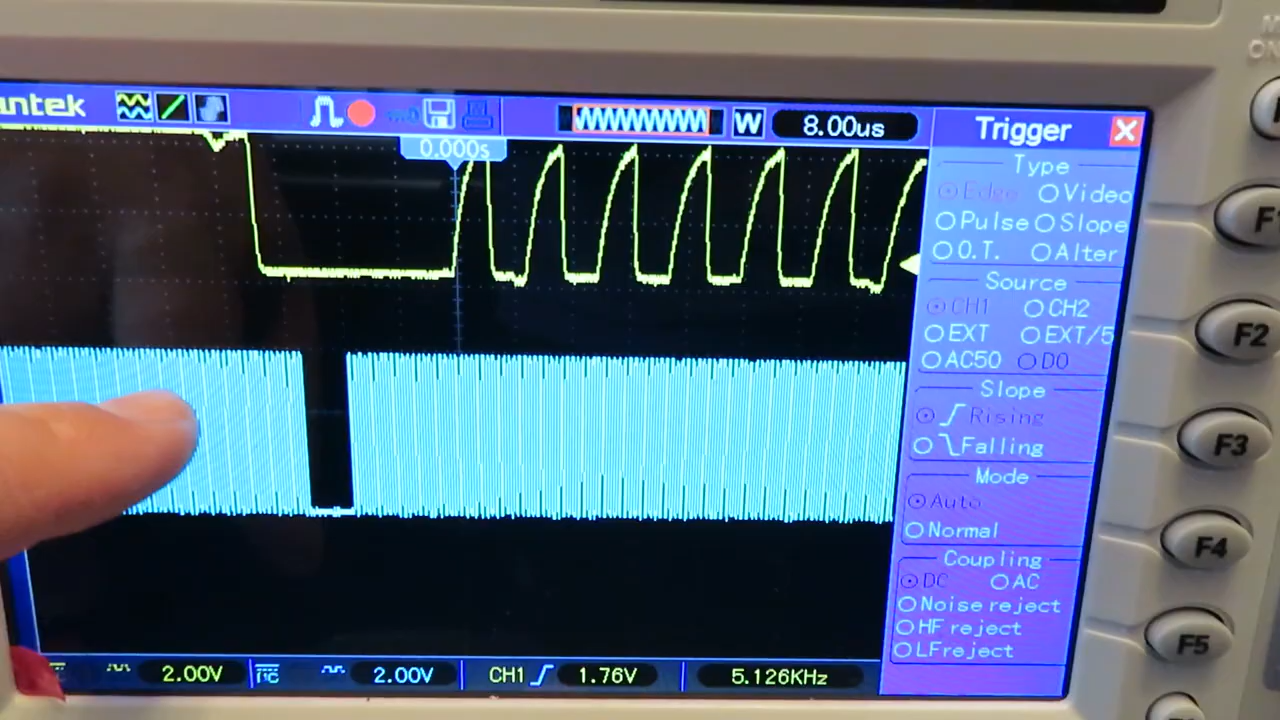 antek W 8.00us Trigger
0.000s
Type
Edge Video
Pulse Slope
O.T. Alter
Source
CH1 CH2
EXT EXT/5
AC50 DO
Slope
Rising
Falling
Mode
Auto
Normal
Coupling
DC AC
Noise reject
HF reject
LFreject
2.00V 2.00V CH1 1.76V 5.126KHz
F2
F3
F4
F5